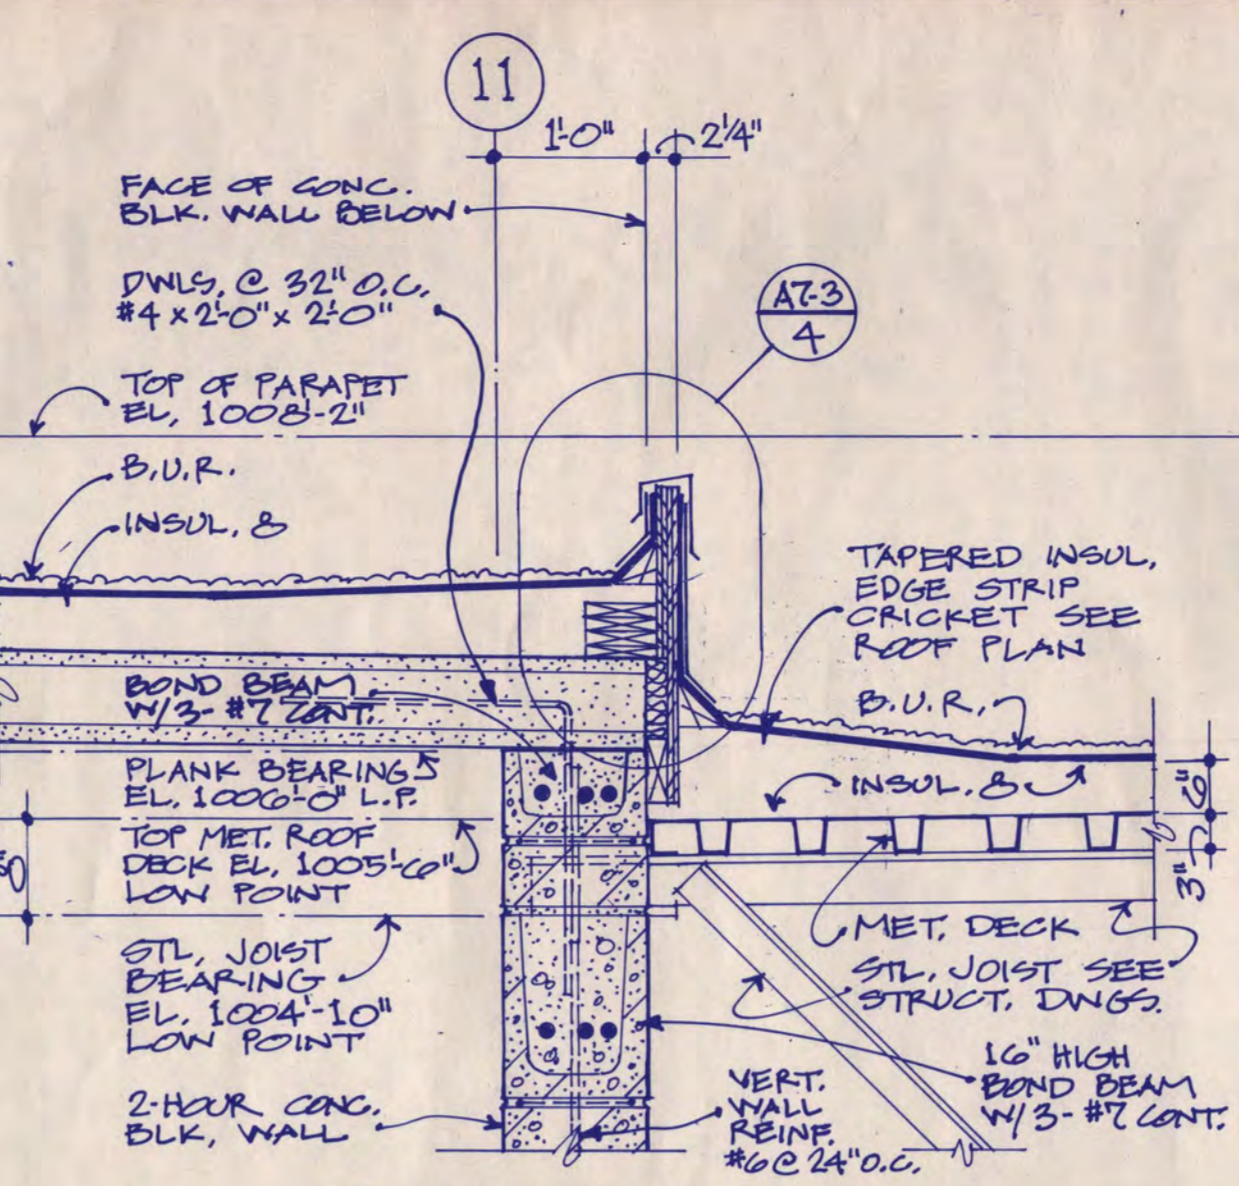 11
1'-0"
2 1/4"
FACE OF CONC.
BLK. WALL BELOW
DWLS. @ 32" O.C.
#4 x 2'-0" x 2'-0"
A7-3
4
TOP OF PARAPET
EL. 1008'-2"
B.U.R.
INSUL. 8
TAPERED INSUL.
EDGE STRIP
CRICKET SEE
ROOF PLAN
B.U.R.
INSUL. 8
BOND BEAM
W/3- #7 CONT.
PLANK BEARING
EL. 1006'-0" L.P.
TOP MET. ROOF
DECK EL. 1005'-6"
LOW POINT
6"
3"
MET. DECK
STL. JOIST SEE
STRUCT. DWGS.
STL. JOIST
BEARING
EL. 1004'-10"
LOW POINT
16" HIGH
BOND BEAM
W/3- #7 CONT.
2-HOUR CONC.
BLK. WALL
VERT.
WALL
REINF.
#6 @ 24" O.C.